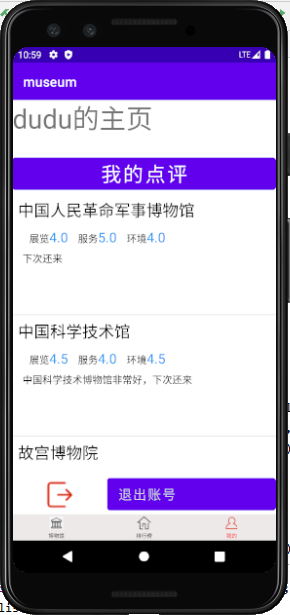 10:59
LTE
museum
dudu的主页
我的点评
中国人民革命军事博物馆
展览4.0 服务5.0 环境4.0
下次还来
中国科学技术馆
展览4.5 服务4.0 环境4.5
中国科学技术博物馆非常好，下次还来
故宫博物院
退出账号
博物馆 排行榜 我的